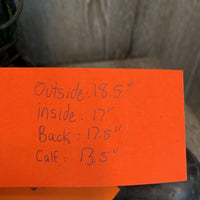 Outside: 18.5"
inside: 17"
Back: 17.5"
Calf: 13.5"